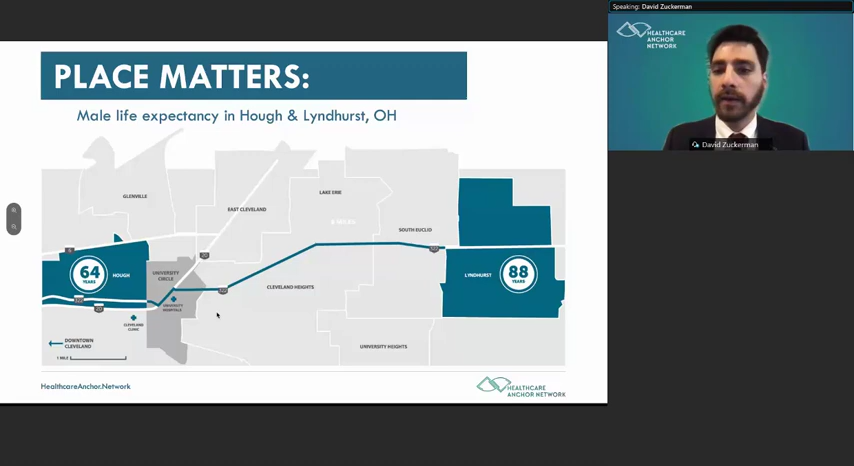 Speaking: David Zuckerman
HEALTHCARE
ANCHOR
NETWORK
David Zuckerman
PLACE MATTERS:
Male life expectancy in Hough & Lyndhurst, OH
GLENVILLE
EAST CLEVELAND
LAKE ERIE
SOUTH EUCLID
64
YEARS
HOUGH
UNIVERSITY
CIRCLE
UNIVERSITY
HOSPITALS
CLEVELAND
CLINIC
CLEVELAND HEIGHTS
LYNDHURST
88
YEARS
DOWNTOWN
CLEVELAND
1 MILE
UNIVERSITY HEIGHTS
HealthcareAnchor.Network
HEALTHCARE
ANCHOR NETWORK